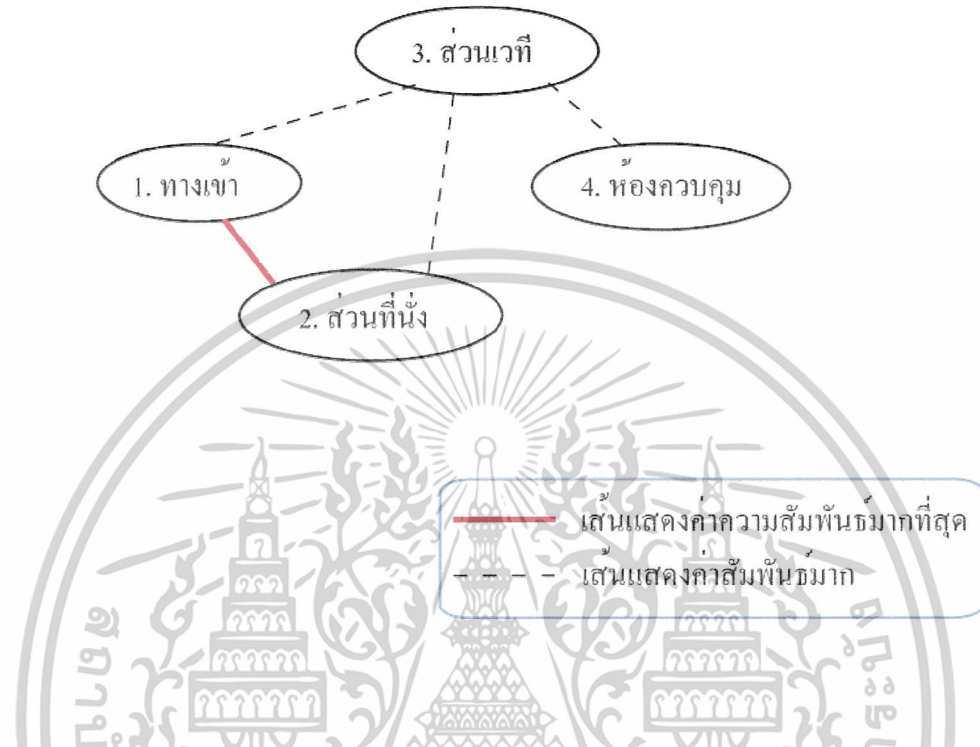 3. ส่วนเวที
1. ทางเข้า
4. ห้องควบคุม
2. ส่วนที่นั่ง
เส้นแสดงค่าความสัมพันธ์มากที่สุด
เส้นแสดงค่าสัมพันธ์มาก